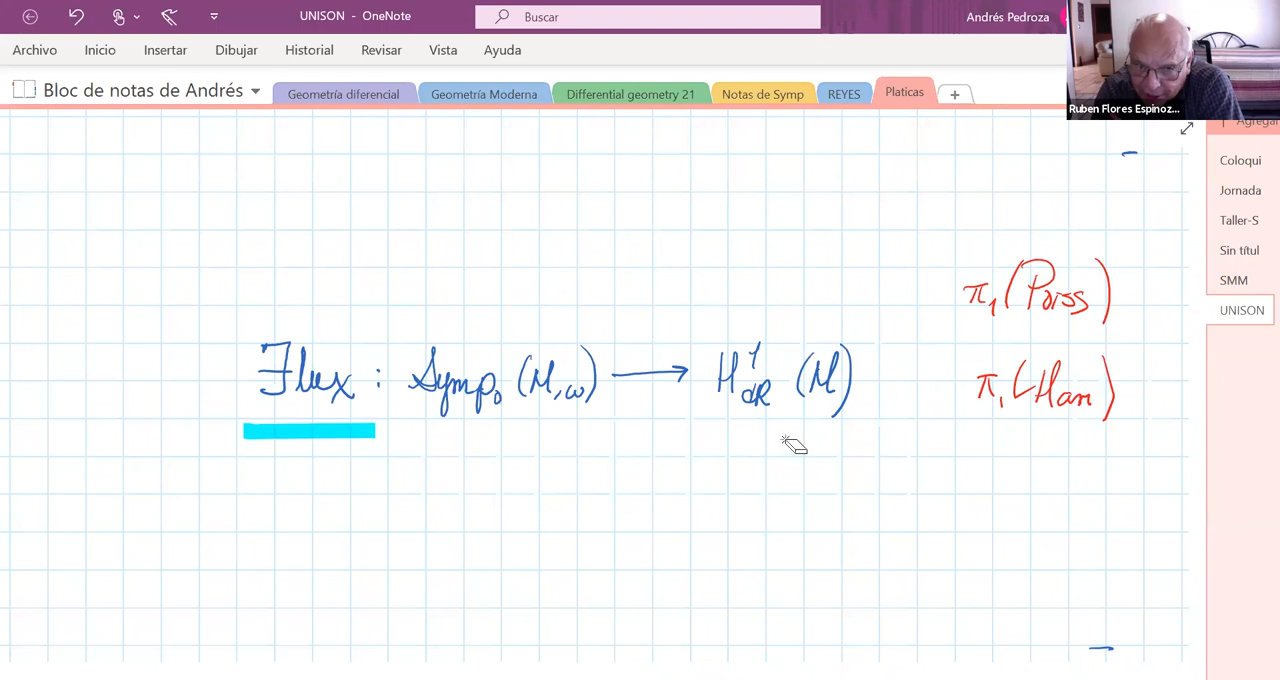 UNISON - OneNote
Buscar
Andrés Pedroza
Archivo Inicio Insertar Dibujar Historial Revisar Vista Ayuda
Bloc de notas de Andrés
Geometría diferencial
Geometría Moderna
Differential geometry 21
Notas de Symp
REYES
Platicas
Ruben Flores Espinoz...
Agregar
Coloqui
Jornada
Taller-S
Sin títul
SMM
UNISON
π₁(Poiss)
Flux : Symp₀(M,ω) ⟶ H¹dR(M)
π₁(Ham)